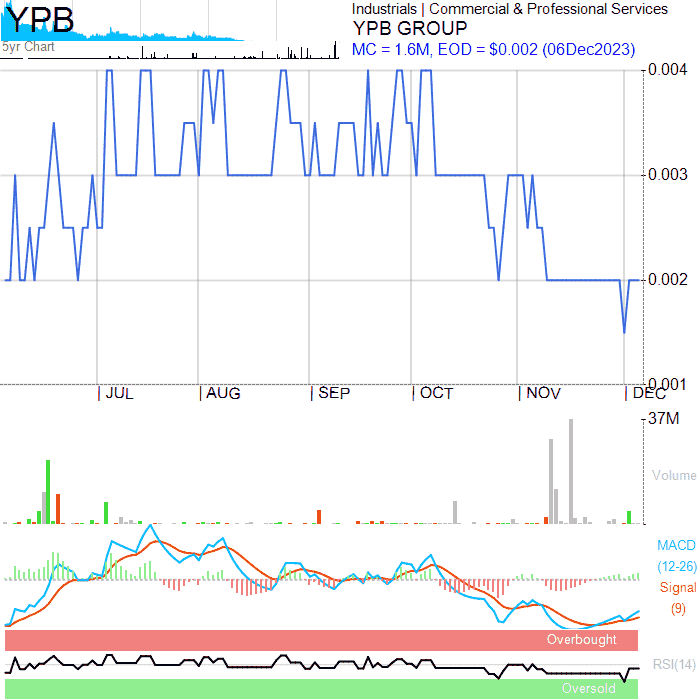 YPB
5yr Chart
Industrials | Commercial & Professional Services
YPB GROUP
MC = 1.6M, EOD = $0.002 (06Dec2023)
0.004
0.003
0.002
0.001
JUL AUG SEP OCT NOV DEC
37M
Volume
MACD
(12-26)
Signal
(9)
Overbought
RSI(14)
Oversold